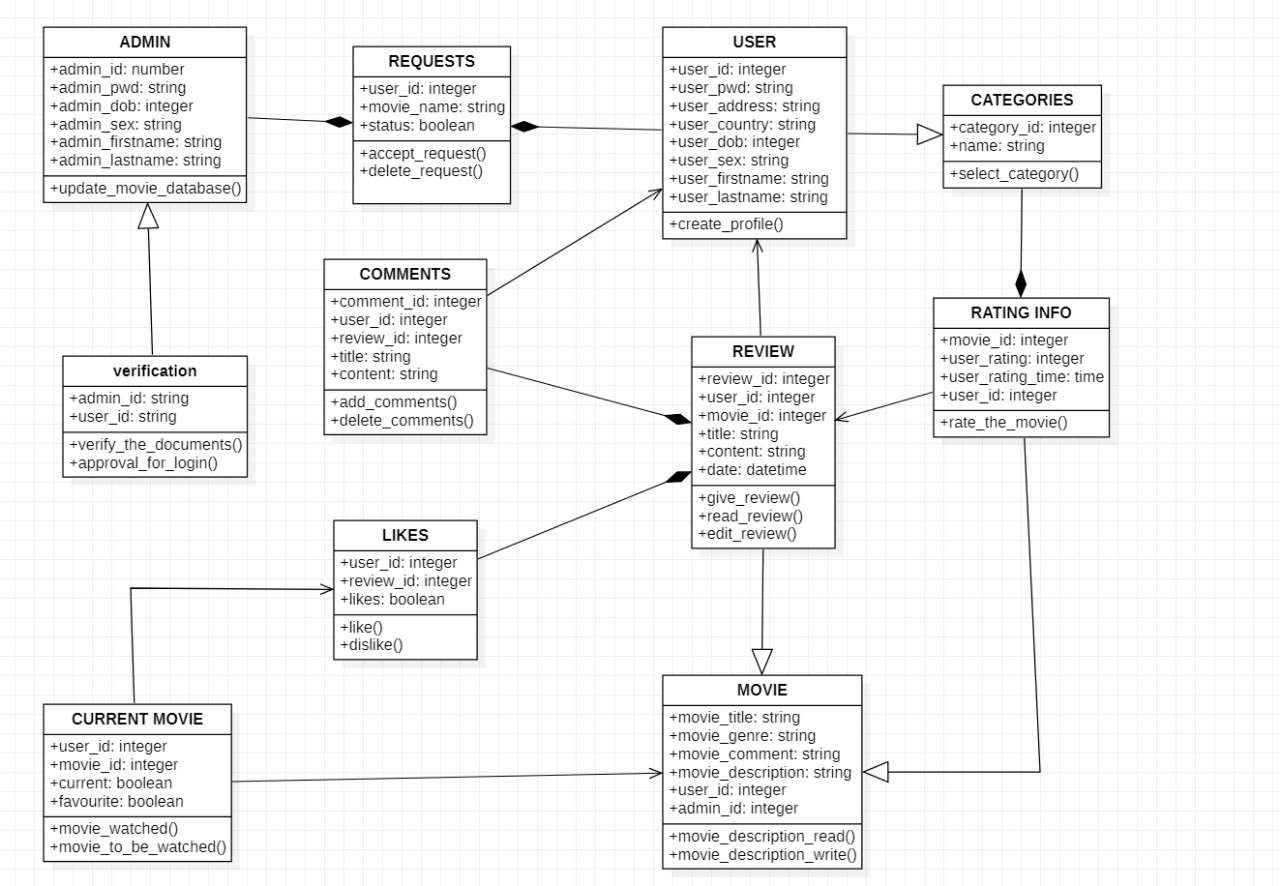 ADMIN
+admin_id: number
+admin_pwd: string
+admin_dob: integer
+admin_sex: string
+admin_firstname: string
+admin_lastname: string
+update_movie_database()
REQUESTS
+user_id: integer
+movie_name: string
+status: boolean
+accept_request()
+delete_request()
USER
+user_id: integer
+user_pwd: string
+user_address: string
+user_country: string
+user_dob: integer
+user_sex: string
+user_firstname: string
+user_lastname: string
+create_profile()
CATEGORIES
+category_id: integer
+name: string
+select_category()
COMMENTS
+comment_id: integer
+user_id: integer
+review_id: integer
+title: string
+content: string
+add_comments()
+delete_comments()
RATING INFO
+movie_id: integer
+user_rating: integer
+user_rating_time: time
+user_id: integer
+rate_the_movie()
REVIEW
+review_id: integer
+user_id: integer
+movie_id: integer
+title: string
+content: string
+date: datetime
+give_review()
+read_review()
+edit_review()
verification
+admin_id: string
+user_id: string
+verify_the_documents()
+approval_for_login()
LIKES
+user_id: integer
+review_id: integer
+likes: boolean
+like()
+dislike()
CURRENT MOVIE
+user_id: integer
+movie_id: integer
+current: boolean
+favourite: boolean
+movie_watched()
+movie_to_be_watched()
MOVIE
+movie_title: string
+movie_genre: string
+movie_comment: string
+movie_description: string
+user_id: integer
+admin_id: integer
+movie_description_read()
+movie_description_write()